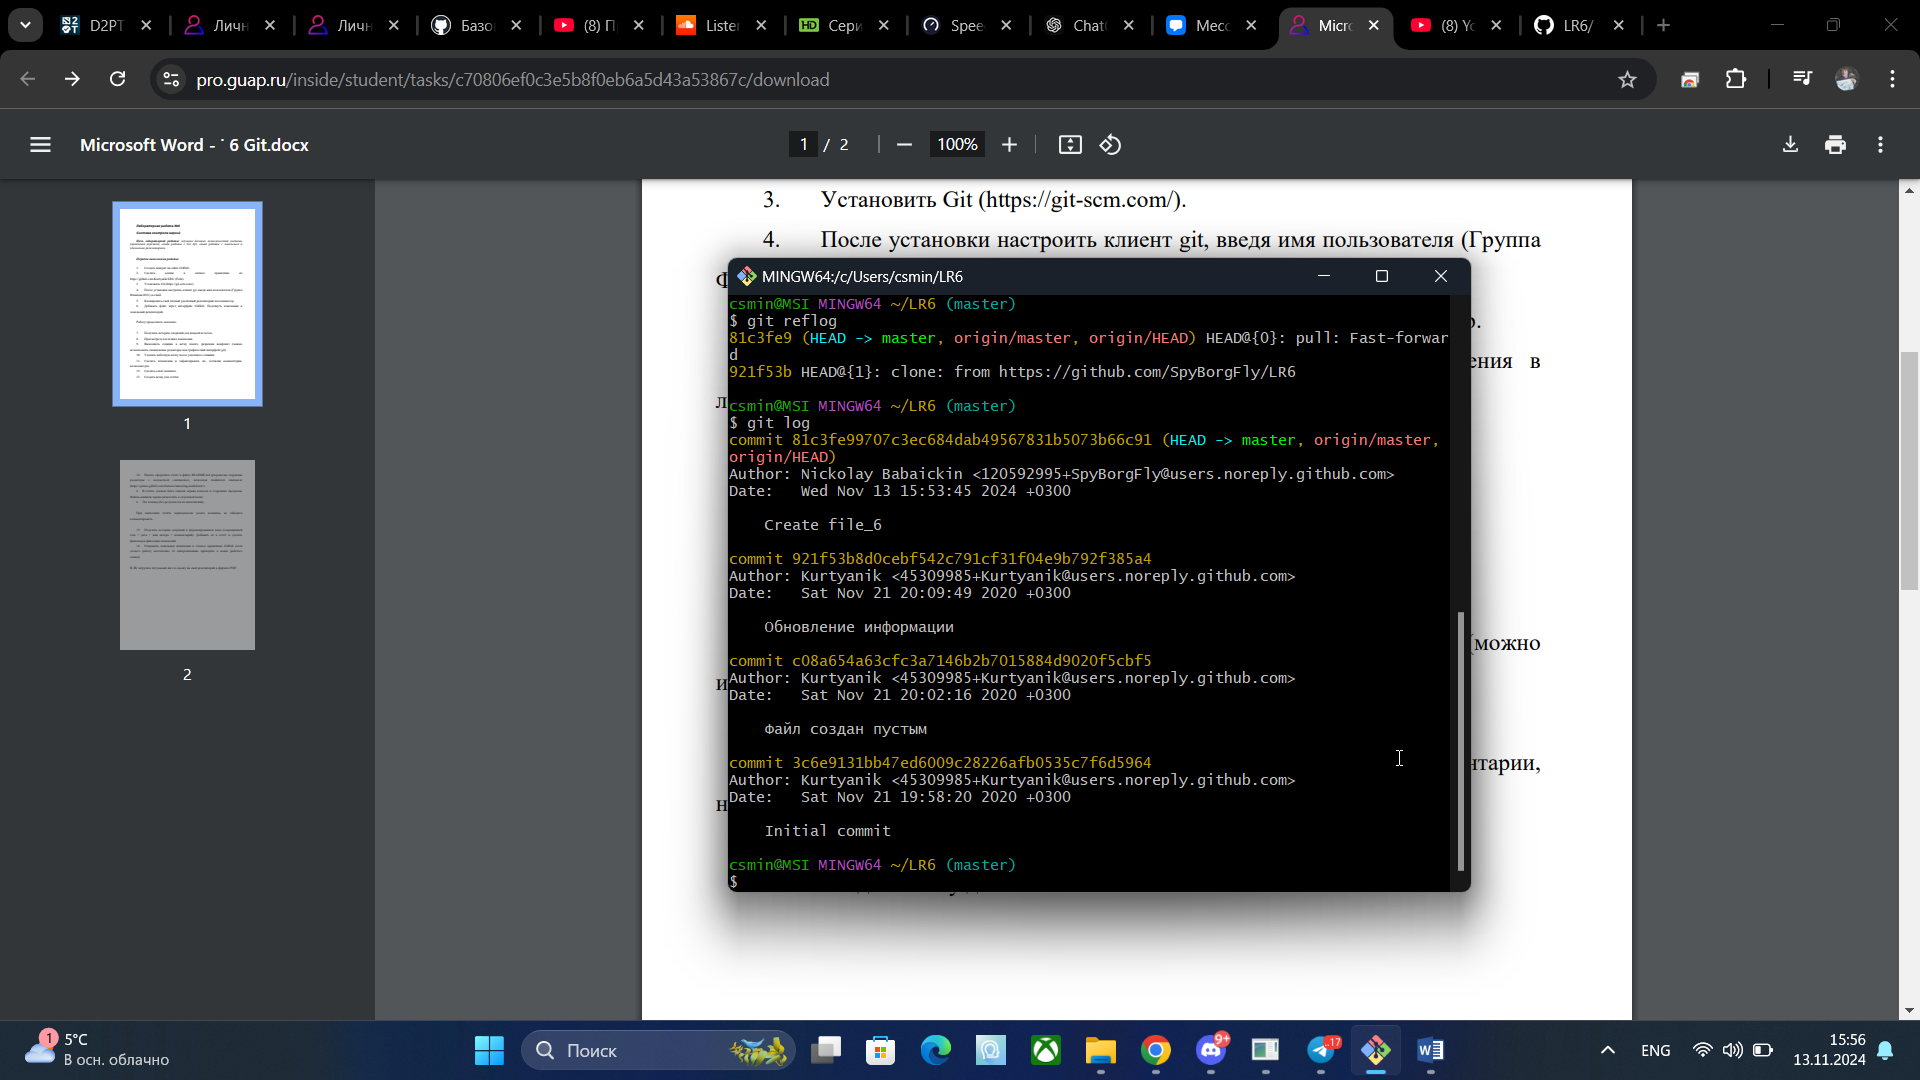 D2PT
Личн
Личн
Базо
(8) П
Lister
Сери
Spee
Chat
Месс
Micro
(8) Yo
LR6/
pro.guap.ru/inside/student/tasks/c70806ef0c3e5b8f0eb6a5d43a53867c/download
Microsoft Word - ˙ 6 Git.docx
1 / 2
100%
1
2
3. Установить Git (https://git-scm.com/).
4. После установки настроить клиент git, введя имя пользователя (Группа
р.
ения в
(можно
нтарии,
MINGW64:/c/Users/csmin/LR6
csmin@MSI MINGW64 ~/LR6 (master)
$ git reflog
81c3fe9 (HEAD -> master, origin/master, origin/HEAD) HEAD@{0}: pull: Fast-forwar
d
921f53b HEAD@{1}: clone: from https://github.com/SpyBorgFly/LR6
csmin@MSI MINGW64 ~/LR6 (master)
$ git log
commit 81c3fe99707c3ec684dab49567831b5073b66c91 (HEAD -> master, origin/master,
origin/HEAD)
Author: Nickolay Babaickin <120592995+SpyBorgFly@users.noreply.github.com>
Date:   Wed Nov 13 15:53:45 2024 +0300
Create file_6
commit 921f53b8d0cebf542c791cf31f04e9b792f385a4
Author: Kurtyanik <45309985+Kurtyanik@users.noreply.github.com>
Date:   Sat Nov 21 20:09:49 2020 +0300
Обновление информации
commit c08a654a63cfc3a7146b2b7015884d9020f5cbf5
Author: Kurtyanik <45309985+Kurtyanik@users.noreply.github.com>
Date:   Sat Nov 21 20:02:16 2020 +0300
Файл создан пустым
commit 3c6e9131bb47ed6009c28226afb0535c7f6d5964
Author: Kurtyanik <45309985+Kurtyanik@users.noreply.github.com>
Date:   Sat Nov 21 19:58:20 2020 +0300
Initial commit
csmin@MSI MINGW64 ~/LR6 (master)
$
1
5°C
В осн. облачно
Поиск
9+
17
ENG
15:56
13.11.2024